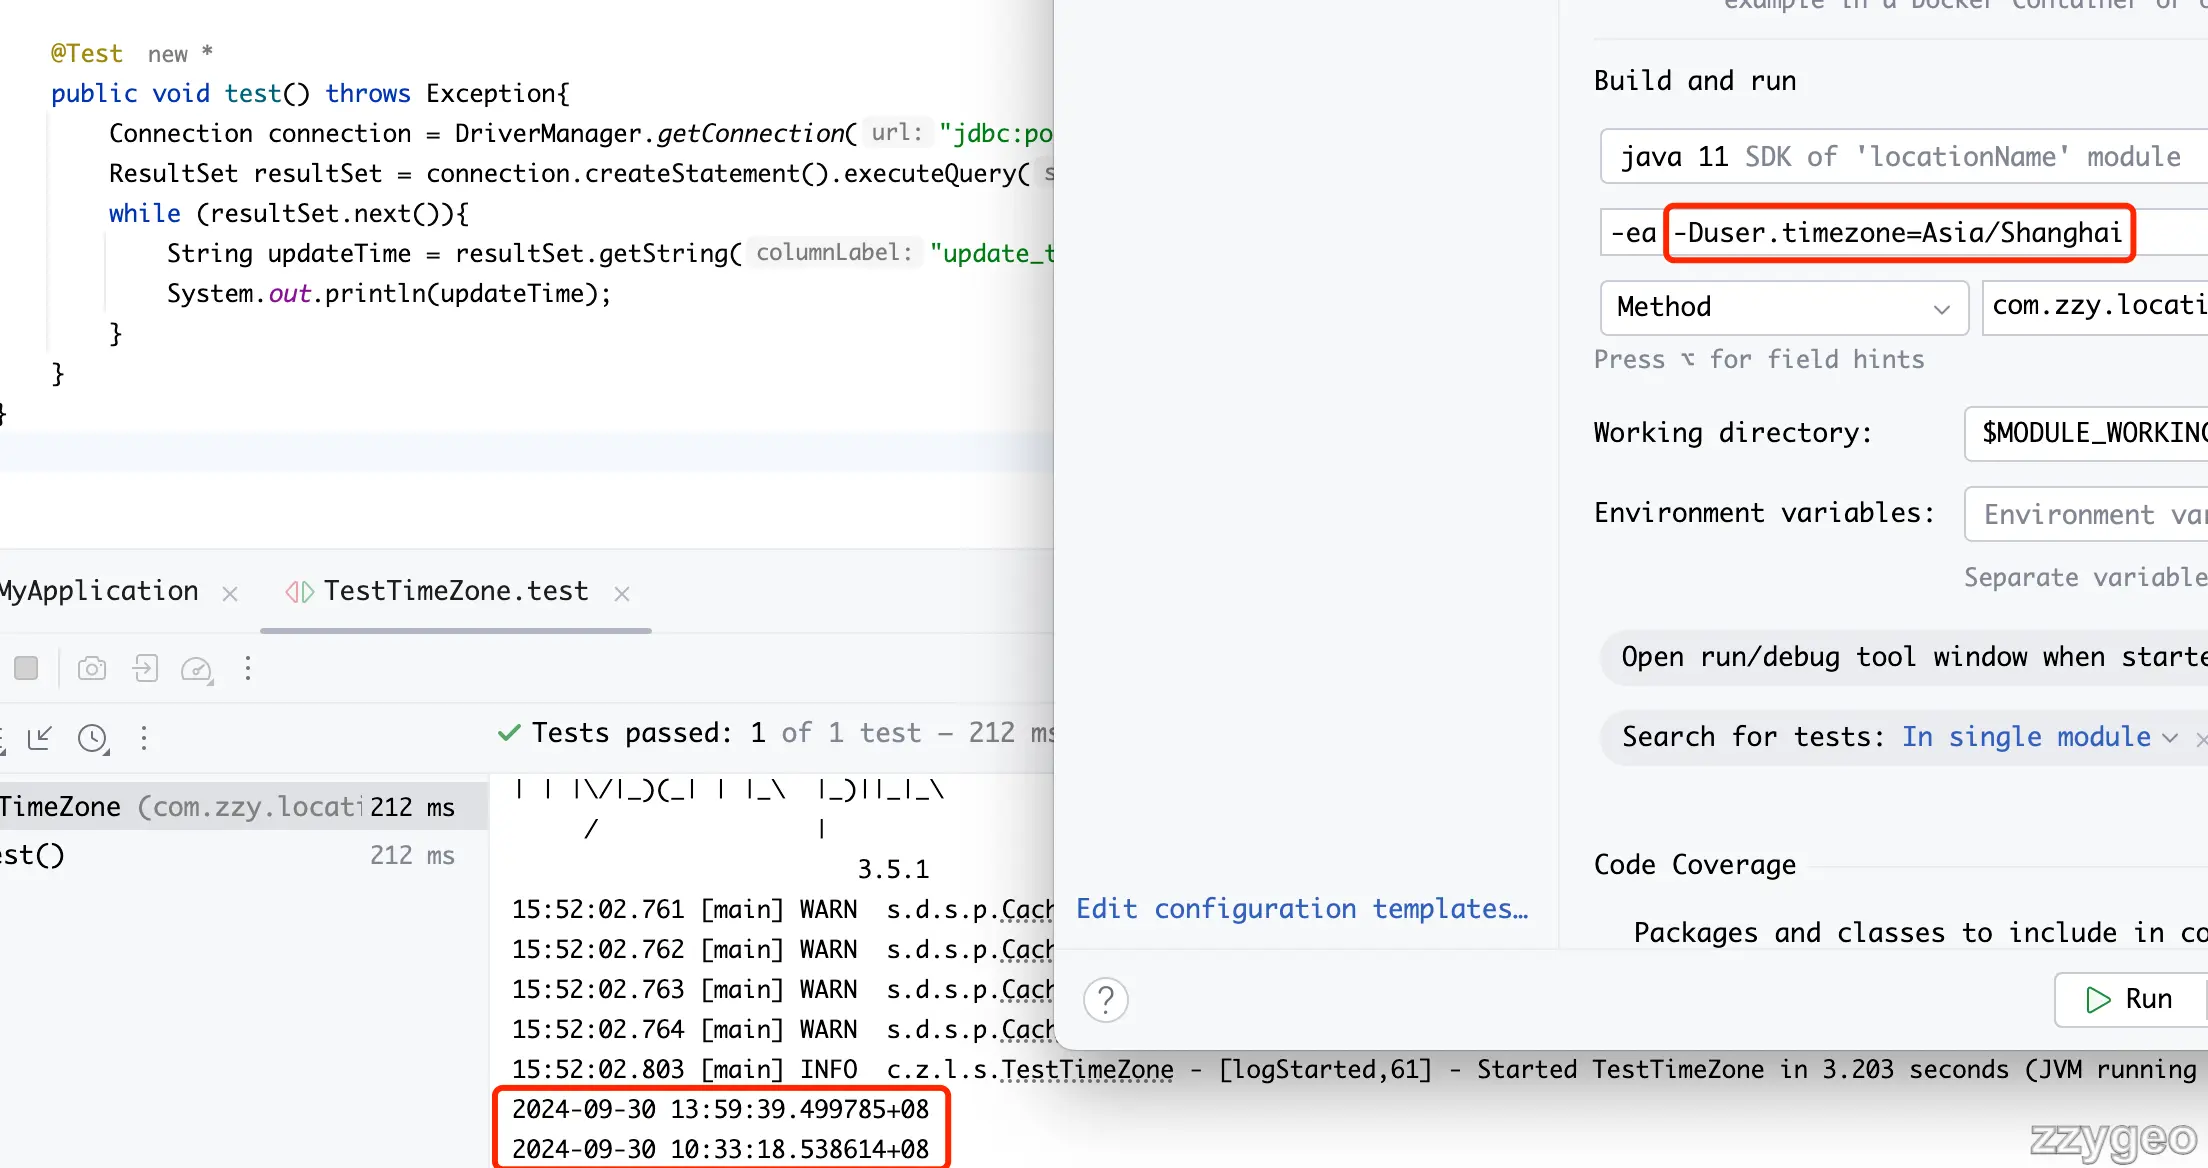 @Test new *
public void test() throws Exception{
Connection connection = DriverManager.getConnection( url: "jdbc:po
ResultSet resultSet = connection.createStatement().executeQuery( s
while (resultSet.next()){
String updateTime = resultSet.getString( columnLabel: "update_t
System.out.println(updateTime);
}
}
}
MyApplication
TestTimeZone.test
Tests passed: 1 of 1 test – 212 ms
TimeZone (com.zzy.locati 212 ms
est() 212 ms
| | |\/|_)(_| | |_\ |_)||_|_\
/ |
3.5.1
15:52:02.761 [main] WARN s.d.s.p.Cach
15:52:02.762 [main] WARN s.d.s.p.Cach
15:52:02.763 [main] WARN s.d.s.p.Cach
15:52:02.764 [main] WARN s.d.s.p.Cach
15:52:02.803 [main] INFO c.z.l.s.TestTimeZone - [logStarted,61] - Started TestTimeZone in 3.203 seconds (JVM running
2024-09-30 13:59:39.499785+08
2024-09-30 10:33:18.538614+08
example in a Docker Container or
Build and run
java 11 SDK of 'locationName' module
-ea -Duser.timezone=Asia/Shanghai
Method
com.zzy.locati
Press ⌥ for field hints
Working directory:
$MODULE_WORKING
Environment variables:
Environment var
Separate variable
Open run/debug tool window when starte
Search for tests: In single module
Code Coverage
Packages and classes to include in co
Edit configuration templates…
?
Run
zzygeo